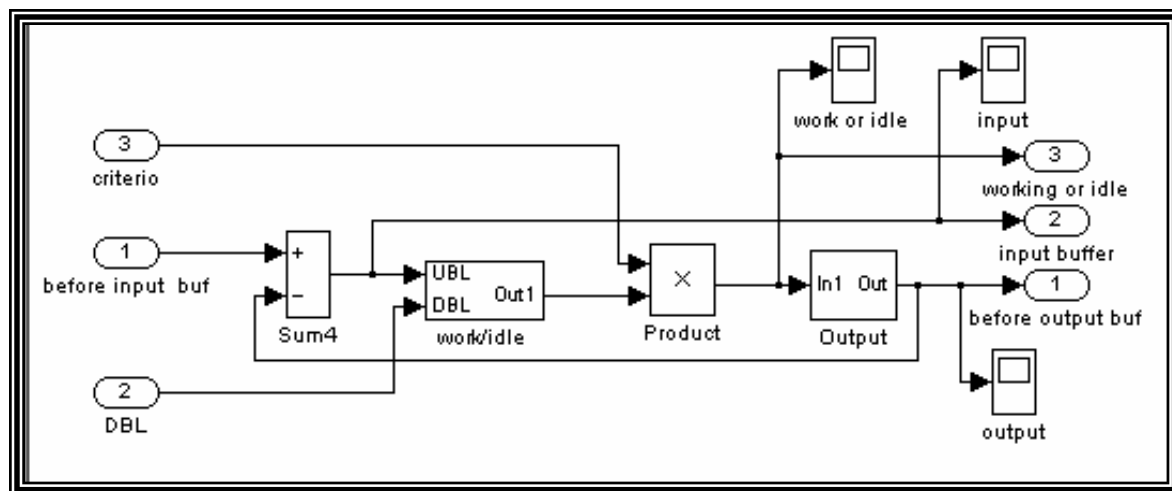 work or idle
input
3
criterio
3
working or idle
1
before input buf
+
−
Sum4
UBL
DBL
Out1
work/idle
×
Product
In1 Out
Output
2
input buffer
1
before output buf
2
DBL
output